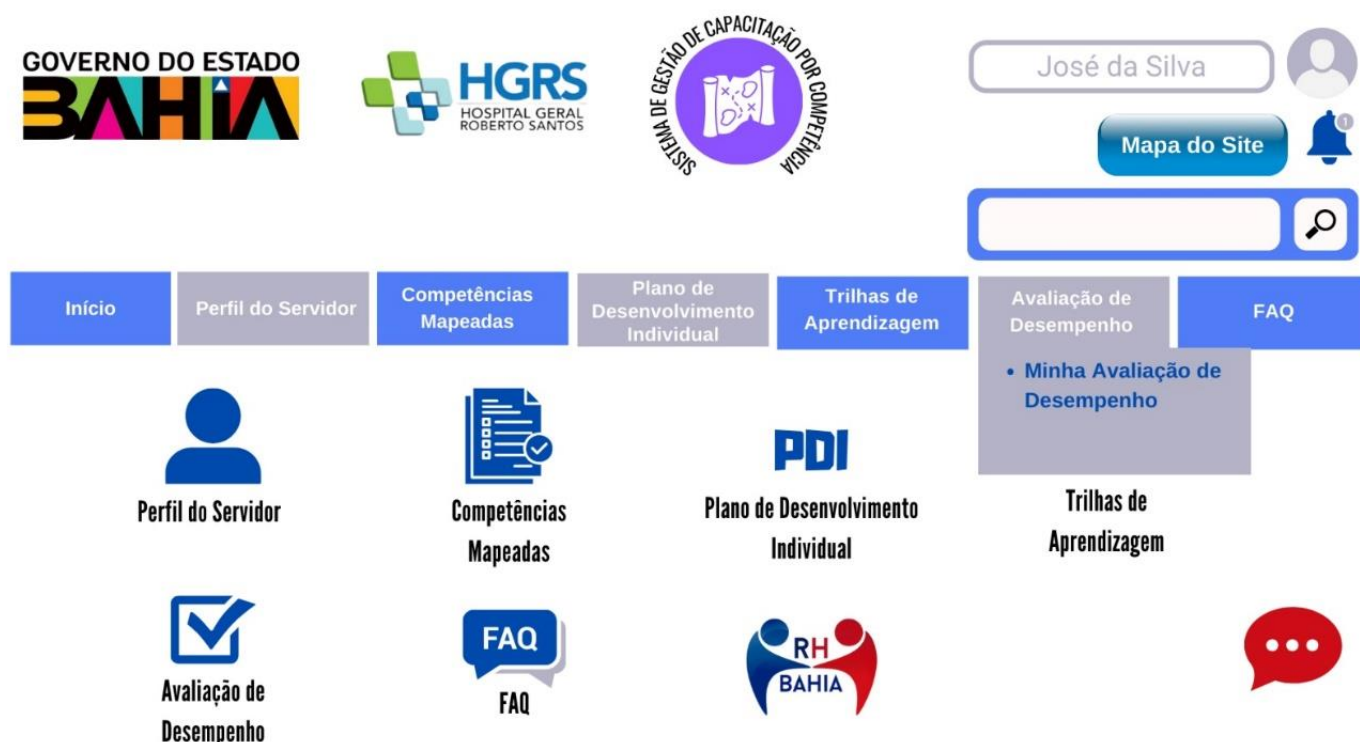 GOVERNO DO ESTADO
BAHIA
HGRS
HOSPITAL GERAL
ROBERTO SANTOS
SISTEMA DE GESTÃO DE CAPACITAÇÃO POR COMPETÊNCIA
José da Silva
Mapa do Site
1
Início
Perfil do Servidor
Competências
Mapeadas
Plano de
Desenvolvimento
Individual
Trilhas de
Aprendizagem
Avaliação de
Desempenho
FAQ
• Minha Avaliação de
Desempenho
Perfil do Servidor
Competências
Mapeadas
PDI
Plano de Desenvolvimento
Individual
Trilhas de
Aprendizagem
Avaliação de
Desempenho
FAQ
FAQ
RH
BAHIA